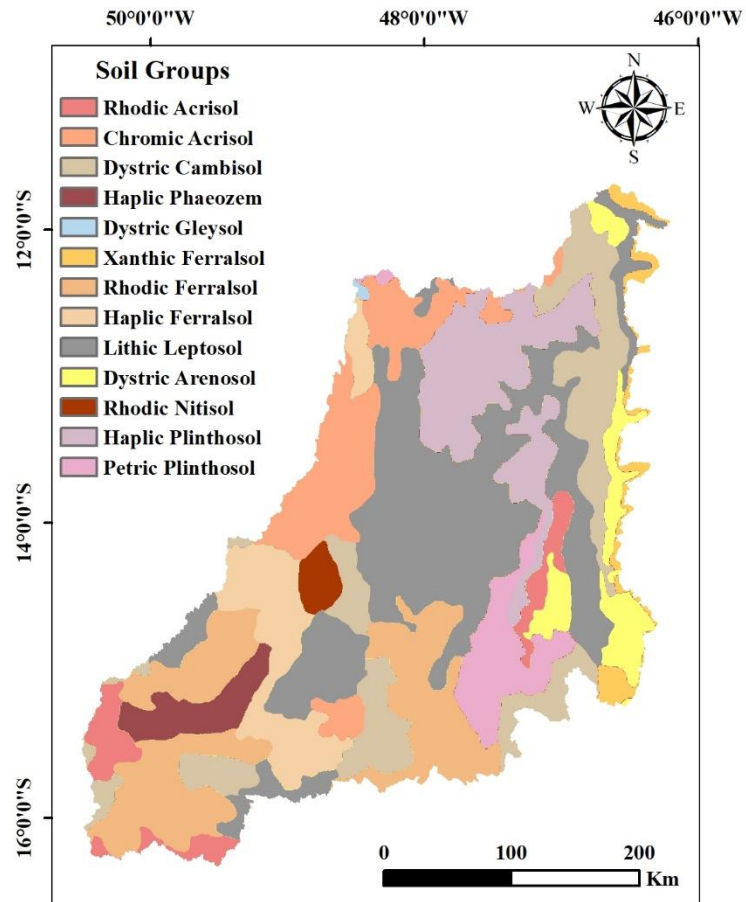 50°0'0"W 48°0'0"W 46°0'0"W
Soil Groups
Rhodic Acrisol
Chromic Acrisol
Dystric Cambisol
Haplic Phaeozem
Dystric Gleysol
Xanthic Ferralsol
Rhodic Ferralsol
Haplic Ferralsol
Lithic Leptosol
Dystric Arenosol
Rhodic Nitisol
Haplic Plinthosol
Petric Plinthosol
N
W E
S
12°0'0"S
14°0'0"S
16°0'0"S
0 100 200
Km